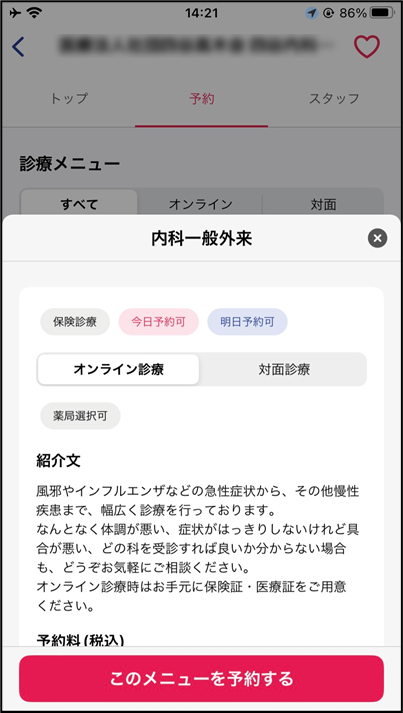 14:21
86%
トップ
予約
スタッフ
診療メニュー
すべて
オンライン
対面
内科一般外来
保険診療
今日予約可
明日予約可
オンライン診療
対面診療
薬局選択可
紹介文
風邪やインフルエンザなどの急性症状から、その他慢性
疾患まで、幅広く診療を行っております。
なんとなく体調が悪い、症状がはっきりしないけれど具
合が悪い、どの科を受診すれば良いか分からない場合
も、どうぞお気軽にご相談ください。
オンライン診療時はお手元に保険証・医療証をご用意
ください。
予約料 (税込)
このメニューを予約する